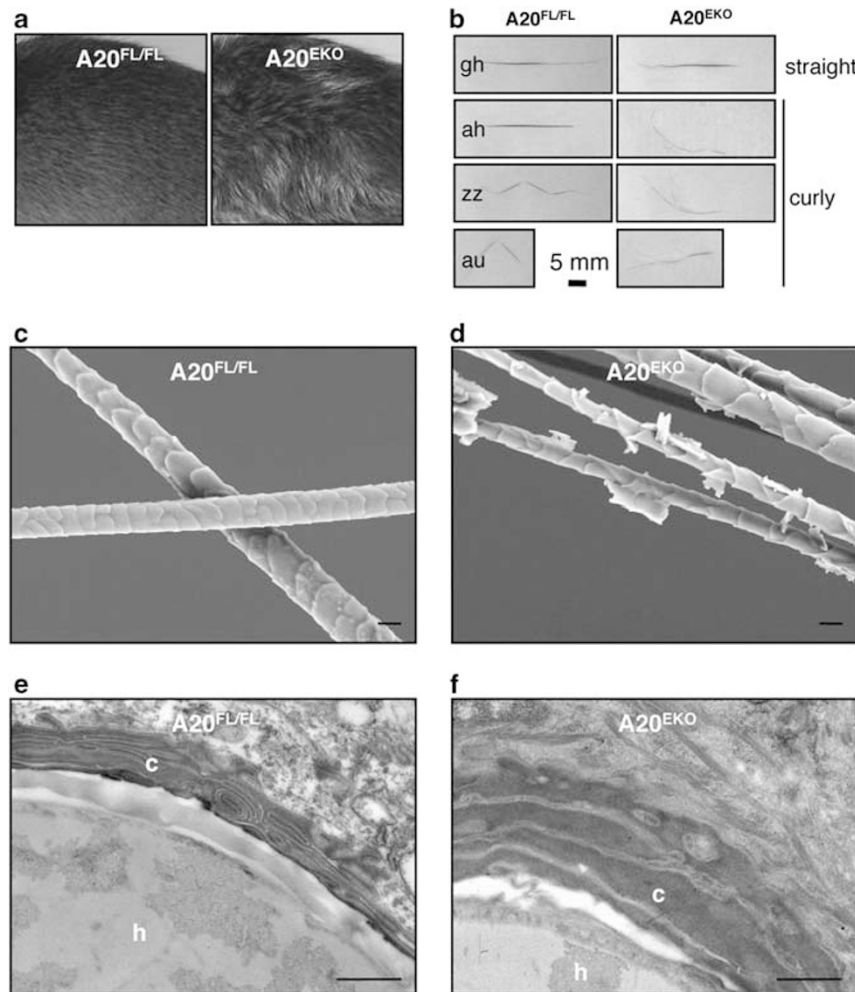 a
A20FL/FL
A20EKO
b
A20FL/FL A20EKO
gh straight
ah
zz curly
au 5 mm
c
A20FL/FL
d
A20EKO
e
A20FL/FL
c
h
f
A20EKO
c
h